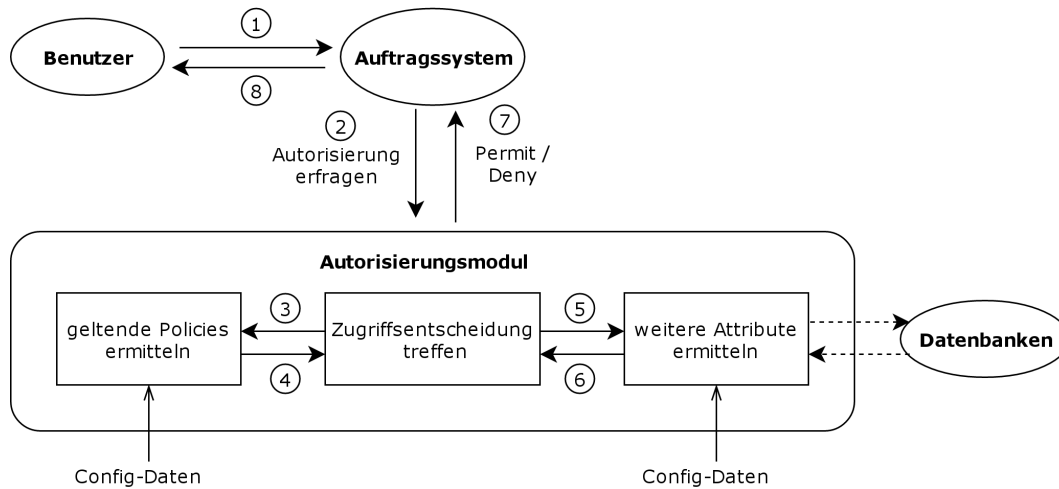 1
Benutzer
Auftragssystem
8
2
Autorisierung
erfragen
7
Permit /
Deny
Autorisierungsmodul
geltende Policies
ermitteln
3
4
Zugriffsentscheidung
treffen
5
6
weitere Attribute
ermitteln
Datenbanken
Config-Daten
Config-Daten